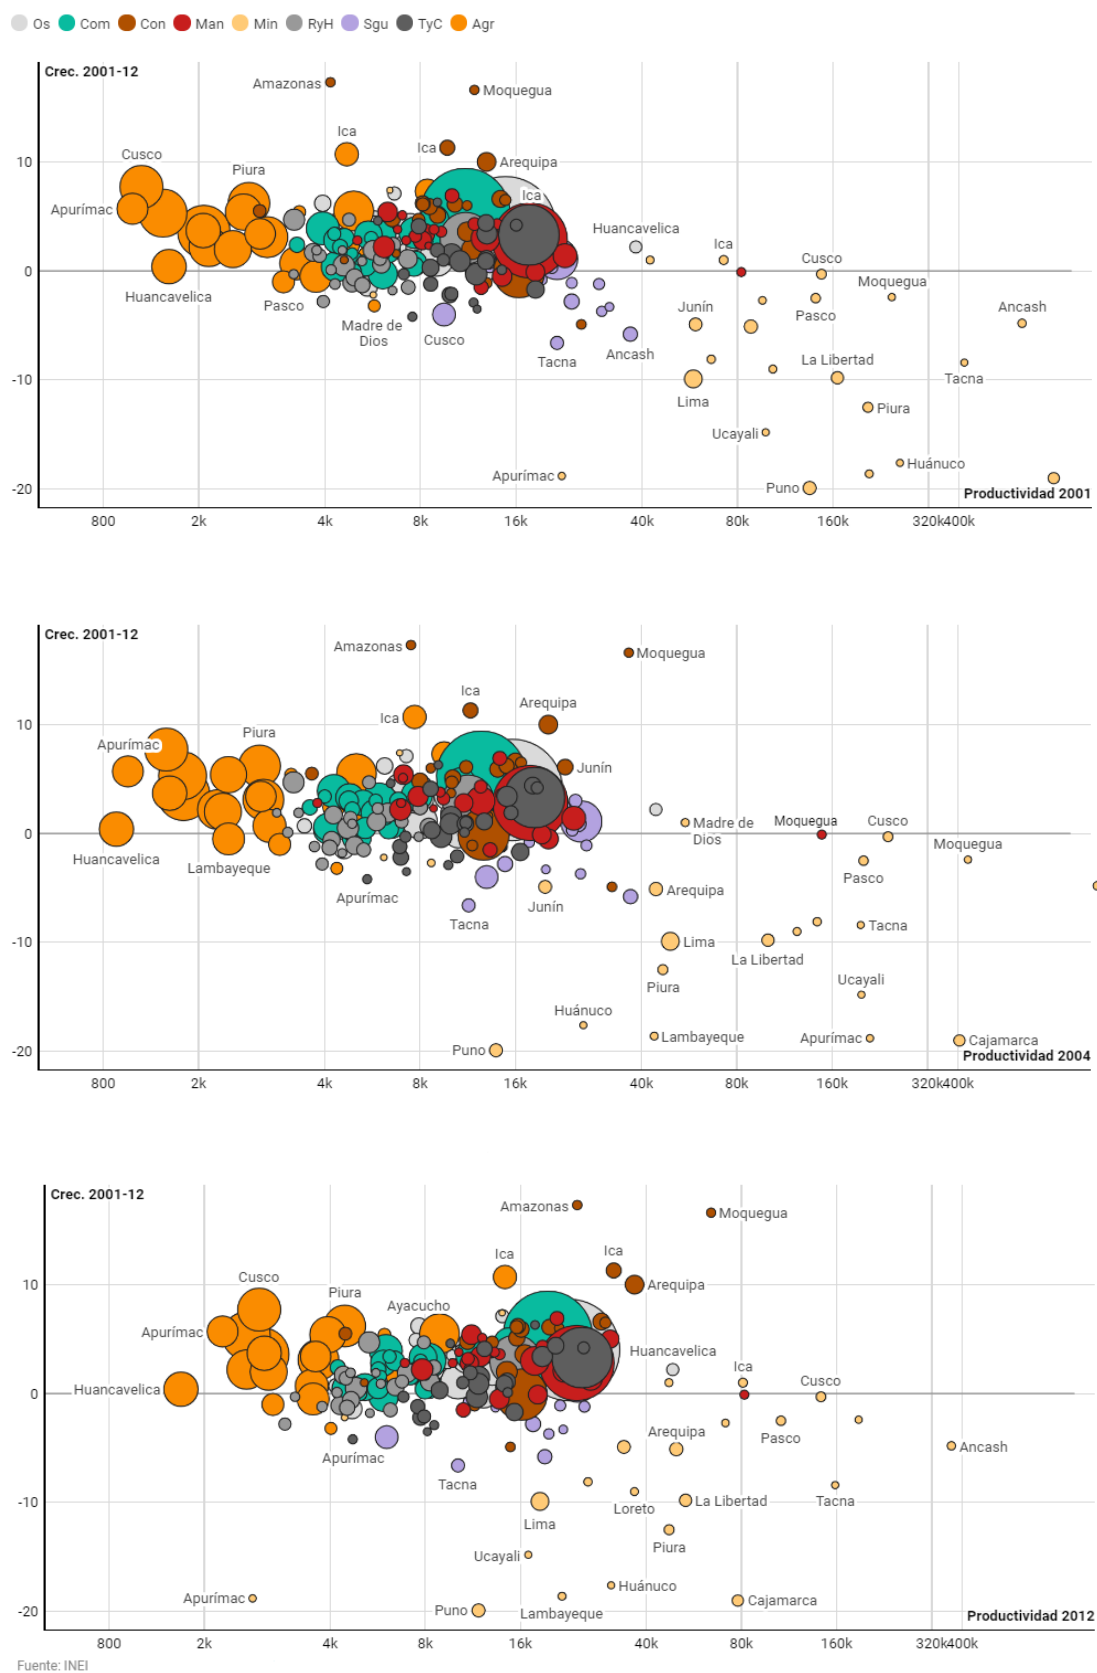 Os Com Con Man Min RyH Sgu TyC Agr
Crec. 2001-12
Amazonas
Moquegua
Ica
Ica
Arequipa
Cusco
10
Piura
Apurímac
Ica
Huancavelica
Ica
Cusco
0
Huancavelica
Pasco
Moquegua
Madre de
Dios
Cusco
Junín
Pasco
Ancash
Tacna
Ancash
La Libertad
-10
Tacna
Lima
Piura
Ucayali
Huánuco
Apurímac
Puno
-20
Productividad 2001
800 2k 4k 8k 16k 40k 80k 160k 320k400k
Crec. 2001-12
Amazonas
Moquegua
Ica
Arequipa
Ica
10
Piura
Apurímac
Junín
Madre de
Dios
Moquegua
Cusco
0
Moquegua
Huancavelica
Lambayeque
Pasco
Apurímac
Arequipa
Junín
Tacna
Tacna
-10
Lima
La Libertad
Piura
Ucayali
Huánuco
Lambayeque
Apurímac
Cajamarca
Puno
-20
Productividad 2004
800 2k 4k 8k 16k 40k 80k 160k 320k400k
Crec. 2001-12
Amazonas
Moquegua
Ica
Ica
Cusco
10
Arequipa
Piura
Ayacucho
Apurímac
Huancavelica
Ica
Cusco
Huancavelica
0
Arequipa
Pasco
Ancash
Apurímac
Tacna
-10
Loreto
La Libertad
Tacna
Lima
Piura
Ucayali
Huánuco
Apurímac
Cajamarca
Puno
Lambayeque
-20
Productividad 2012
800 2k 4k 8k 16k 40k 80k 160k 320k400k
Fuente: INEI